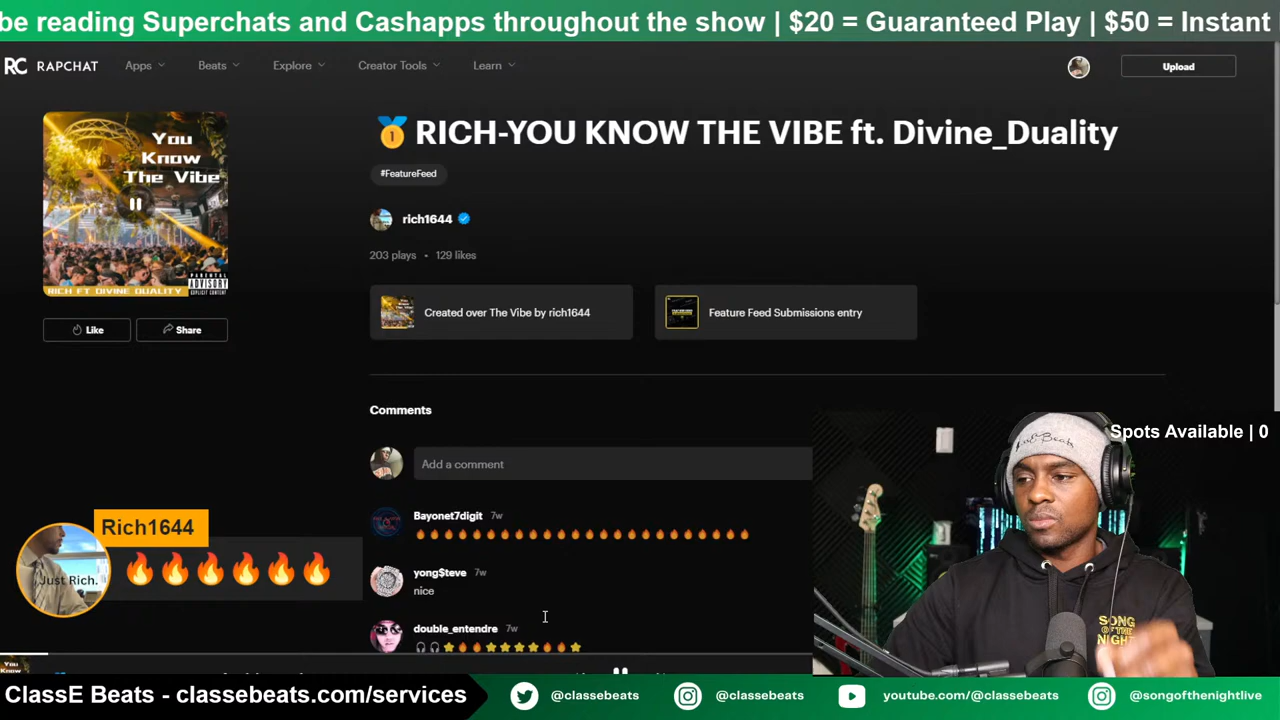 be reading Superchats and Cashapps throughout the show | $20 = Guaranteed Play | $50 = Instant
RC RAPCHAT
Apps
Beats
Explore
Creator Tools
Learn
Upload
You
Know
The Vibe
PARENTAL
ADVISORY
EXPLICIT CONTENT
RICH FT DIVINE DUALITY
🥇 RICH-YOU KNOW THE VIBE ft. Divine_Duality
#FeatureFeed
rich1644
203 plays • 129 likes
Like
Share
Created over The Vibe by rich1644
Feature Feed Submissions entry
Comments
Add a comment
Spots Available | 0
Bayonet7digit 7w
🔥🔥🔥🔥🔥🔥🔥🔥🔥🔥🔥🔥🔥🔥🔥🔥🔥🔥🔥🔥🔥🔥🔥🔥
Rich1644
🔥🔥🔥🔥🔥🔥
Just Rich.
yong$teve 7w
nice
double_entendre 7w
🎧🎧⭐🔥🔥⭐⭐⭐⭐🔥🔥⭐
SONG
OF THE
NIGHT
You
Know
ClassE Beats - classebeats.com/services
@classebeats
@classebeats
youtube.com/@classebeats
@songofthenightlive